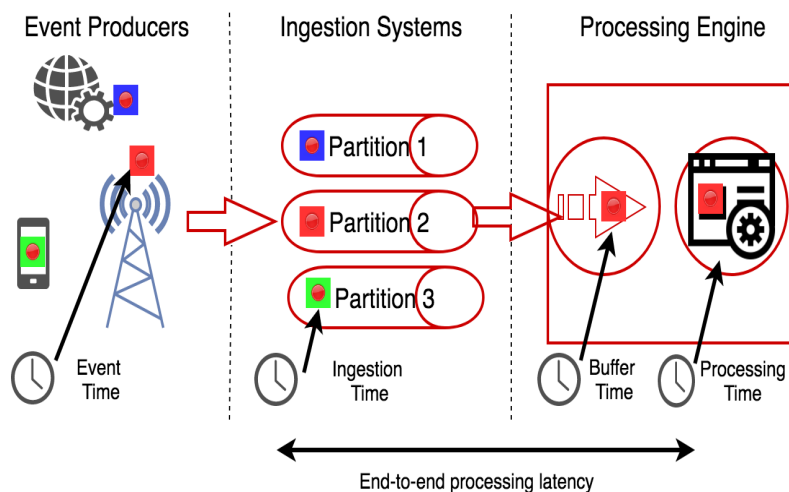 Event Producers
Ingestion Systems
Processing Engine
Partition 1
Partition 2
Partition 3
Event
Time
Ingestion
Time
Buffer
Time
Processing
Time
End-to-end processing latency